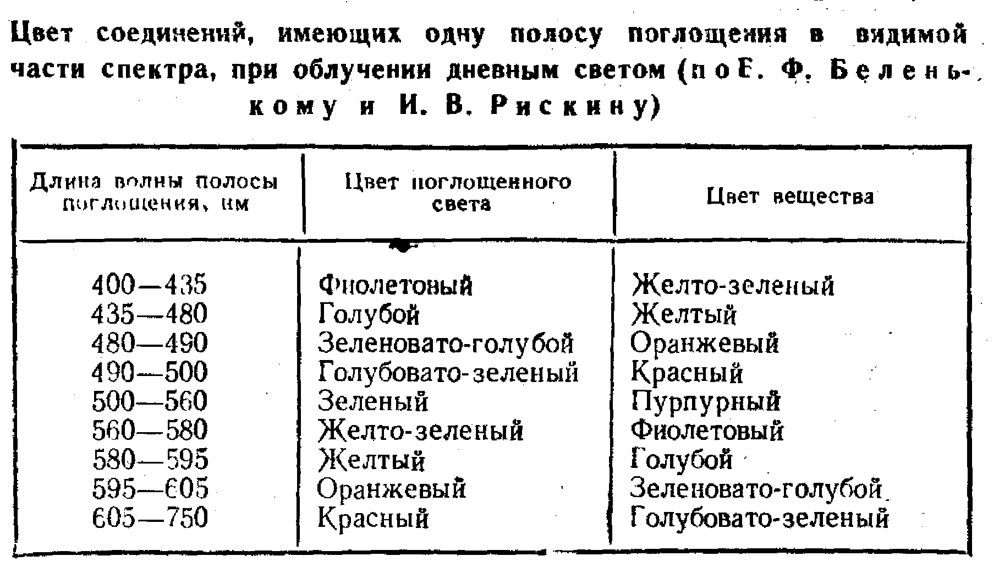 Цвет соединений, имеющих одну полосу поглощения в видимой
части спектра, при облучении дневным светом (по Е. Ф. Белень-
кому и И. В. Рискину)
Длина волны полосы поглощения, нм
Цвет поглощенного света
Цвет вещества
400—435 Фиолетовый Желто-зеленый
435—480 Голубой Желтый
480—490 Зеленовато-голубой Оранжевый
490—500 Голубовато-зеленый Красный
500—560 Зеленый Пурпурный
560—580 Желто-зеленый Фиолетовый
580—595 Желтый Голубой
595—605 Оранжевый Зеленовато-голубой
605—750 Красный Голубовато-зеленый